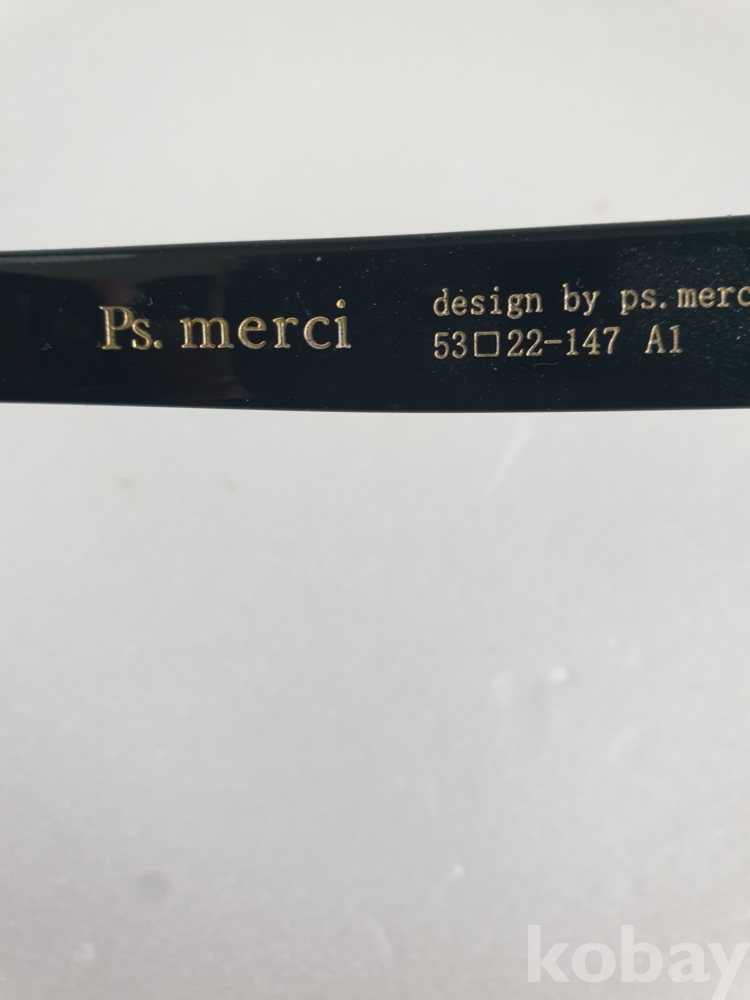 Ps. merci
design by ps.merc
53□22-147 A1
kobay